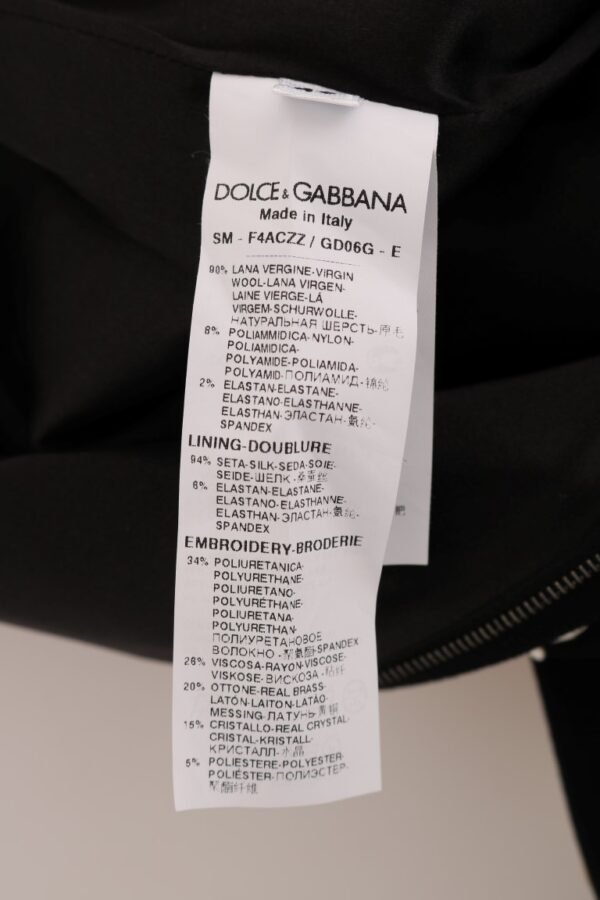 DOLCE & GABBANA
Made in Italy
SM - F4ACZZ / GD06G - E
90% LANA VERGINE-VIRGIN
WOOL-LANA VIRGEN-
LAINE VIERGE-LÃ
VIRGEM-SCHURWOLLE-
НАТУРАЛЬНАЯ ШЕРСТЬ-原毛
8% POLIAMMIDICA-NYLON-
POLIAMIDICA-
POLYAMIDE-POLIAMIDA-
POLYAMID-ПОЛИАМИД-锦纶
2% ELASTAN-ELASTANE-
ELASTANO-ELASTHANNE-
ELASTHAN-ЭЛАСТАН-氨纶-
SPANDEX
LINING-DOUBLURE
94% SETA-SILK-SEDA-SOIE-
SEIDE-ШЕЛК-桑蚕丝
6% ELASTAN-ELASTANE-
ELASTANO-ELASTHANNE-
ELASTHAN-ЭЛАСТАН-氨纶-
SPANDEX
EMBROIDERY-BRODERIE
34% POLIURETANICA-
POLYURETHANE-
POLIURETANO-
POLYURÉTHANE-
POLIURETANA-
POLYURETHAN-
ПОЛИУРЕТАНОВОЕ
ВОЛОКНО-聚氨酯-SPANDEX
26% VISCOSA-RAYON-VISCOSE-
VISKOSE-ВИСКОЗА-粘纤
20% OTTONE-REAL BRASS-
LATÓN-LAITON-LATÃO-
MESSING-ЛАТУНЬ-黄铜
15% CRISTALLO-REAL CRYSTAL-
CRISTAL-KRISTALL-
КРИСТАЛЛ-水晶
5% POLIESTERE-POLYESTER-
POLIÉSTER-ПОЛИЭСТЕР-
聚酯纤维